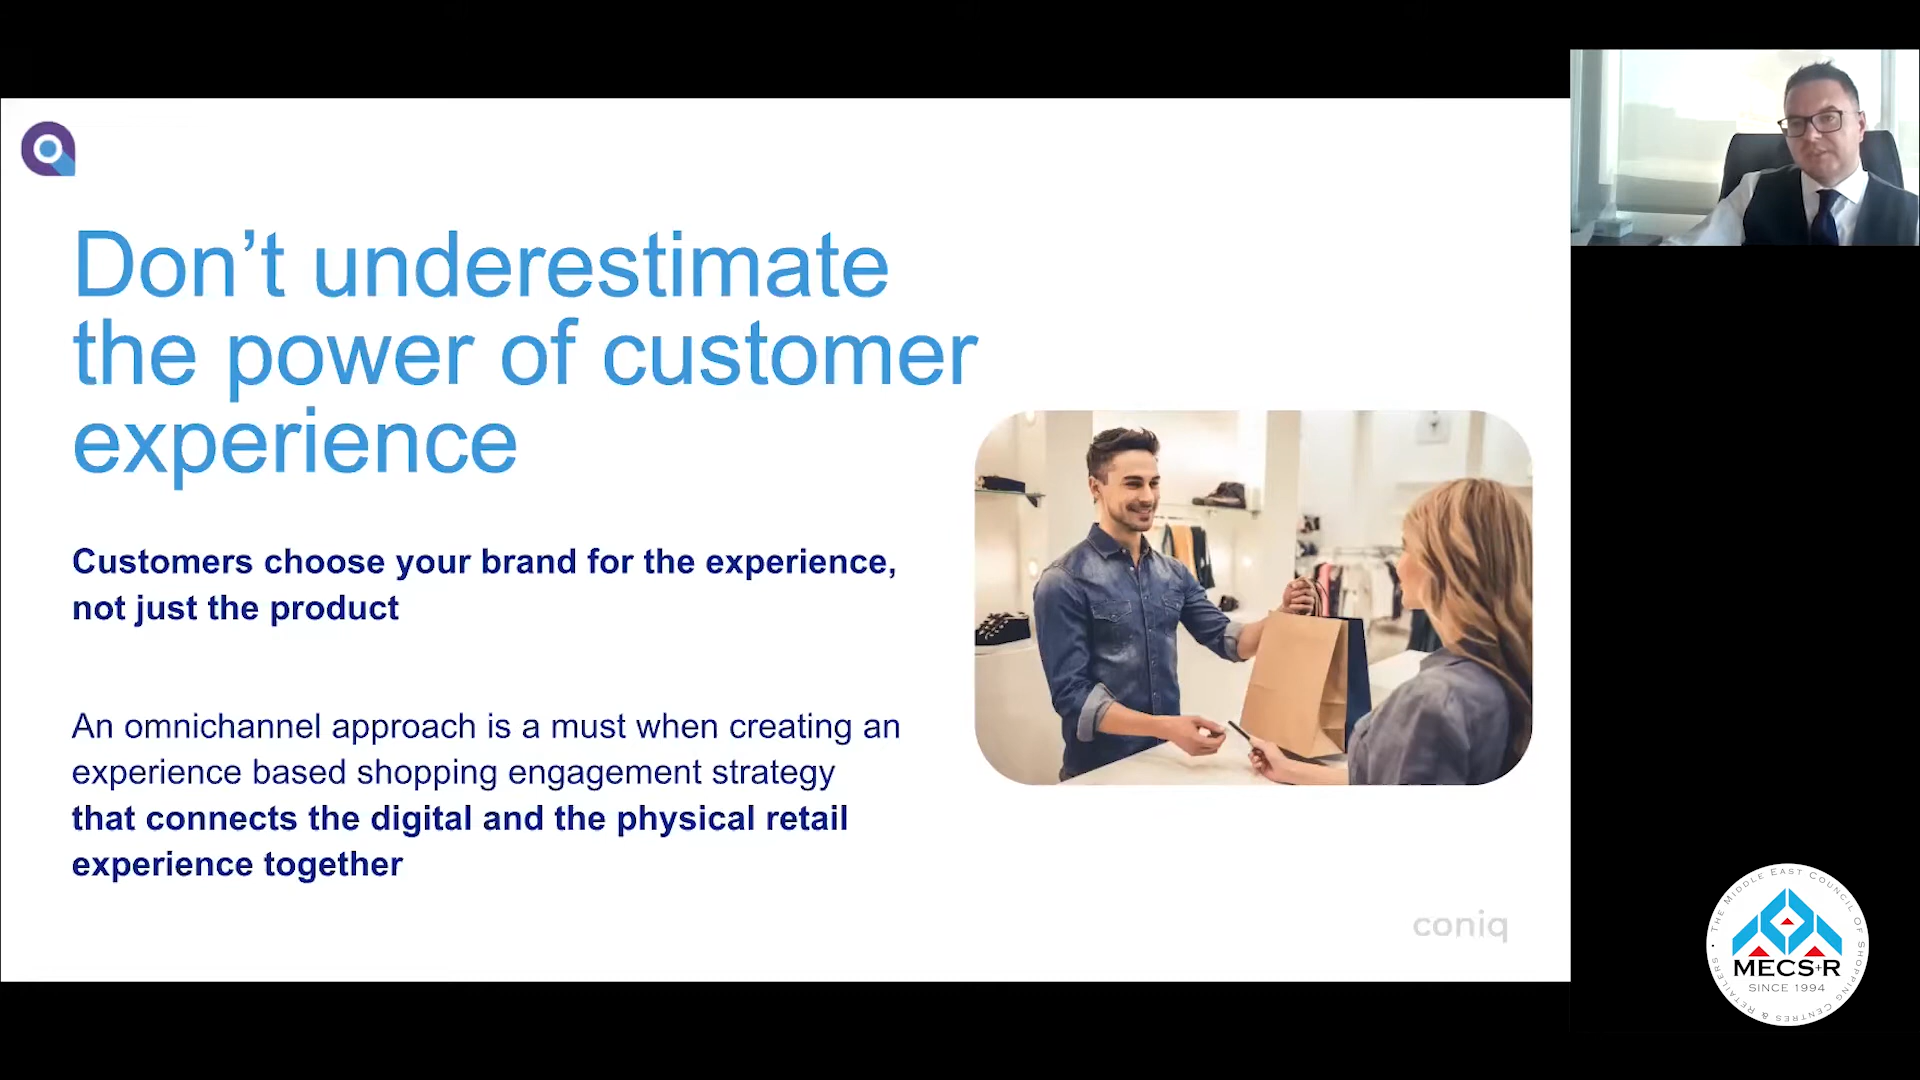 Don’t underestimate
the power of customer
experience
Customers choose your brand for the experience,
not just the product
An omnichannel approach is a must when creating an
experience based shopping engagement strategy
that connects the digital and the physical retail
experience together
coniq
THE MIDDLE EAST COUNCIL OF SHOPPING CENTRES & RETAILERS
MECS+R
SINCE 1994